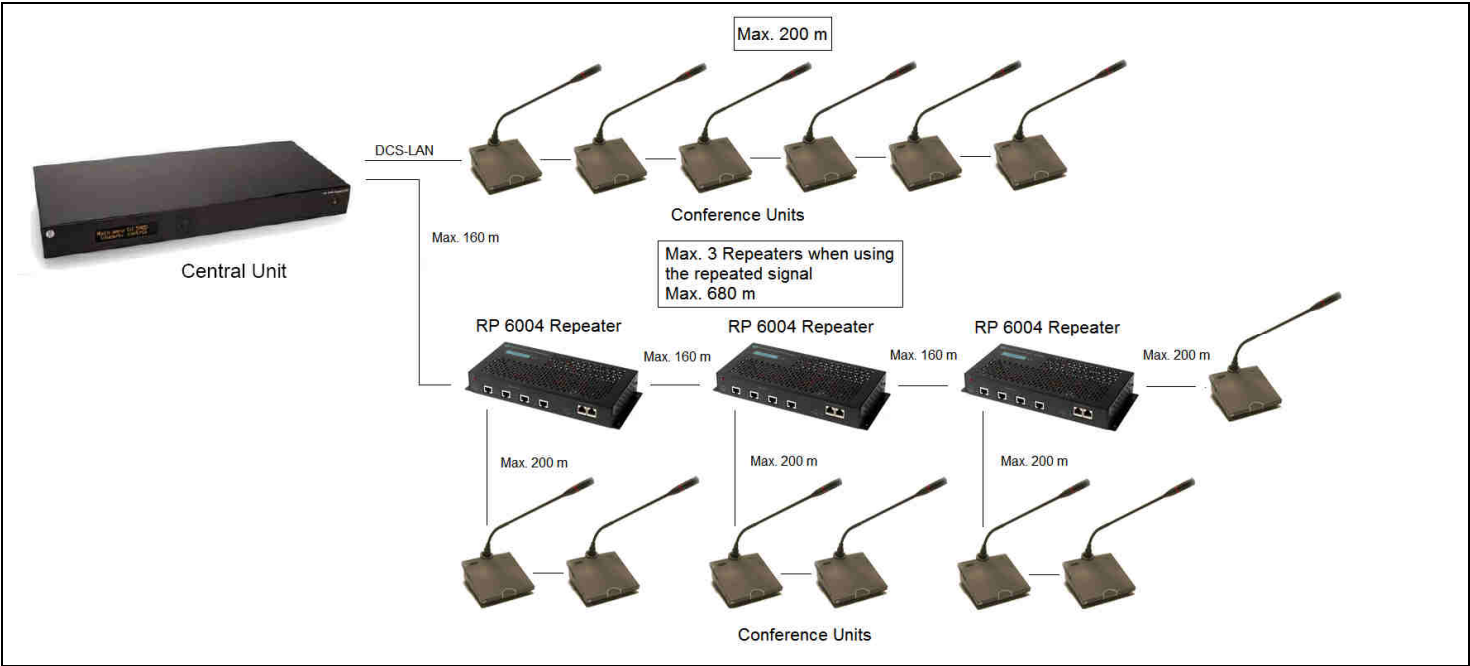 Max. 200 m
DCS-LAN
Conference Units
Max. 160 m
Central Unit
Max. 3 Repeaters when using
the repeated signal
Max. 680 m
RP 6004 Repeater
RP 6004 Repeater
RP 6004 Repeater
Max. 160 m
Max. 160 m
Max. 200 m
Max. 200 m
Max. 200 m
Max. 200 m
Conference Units